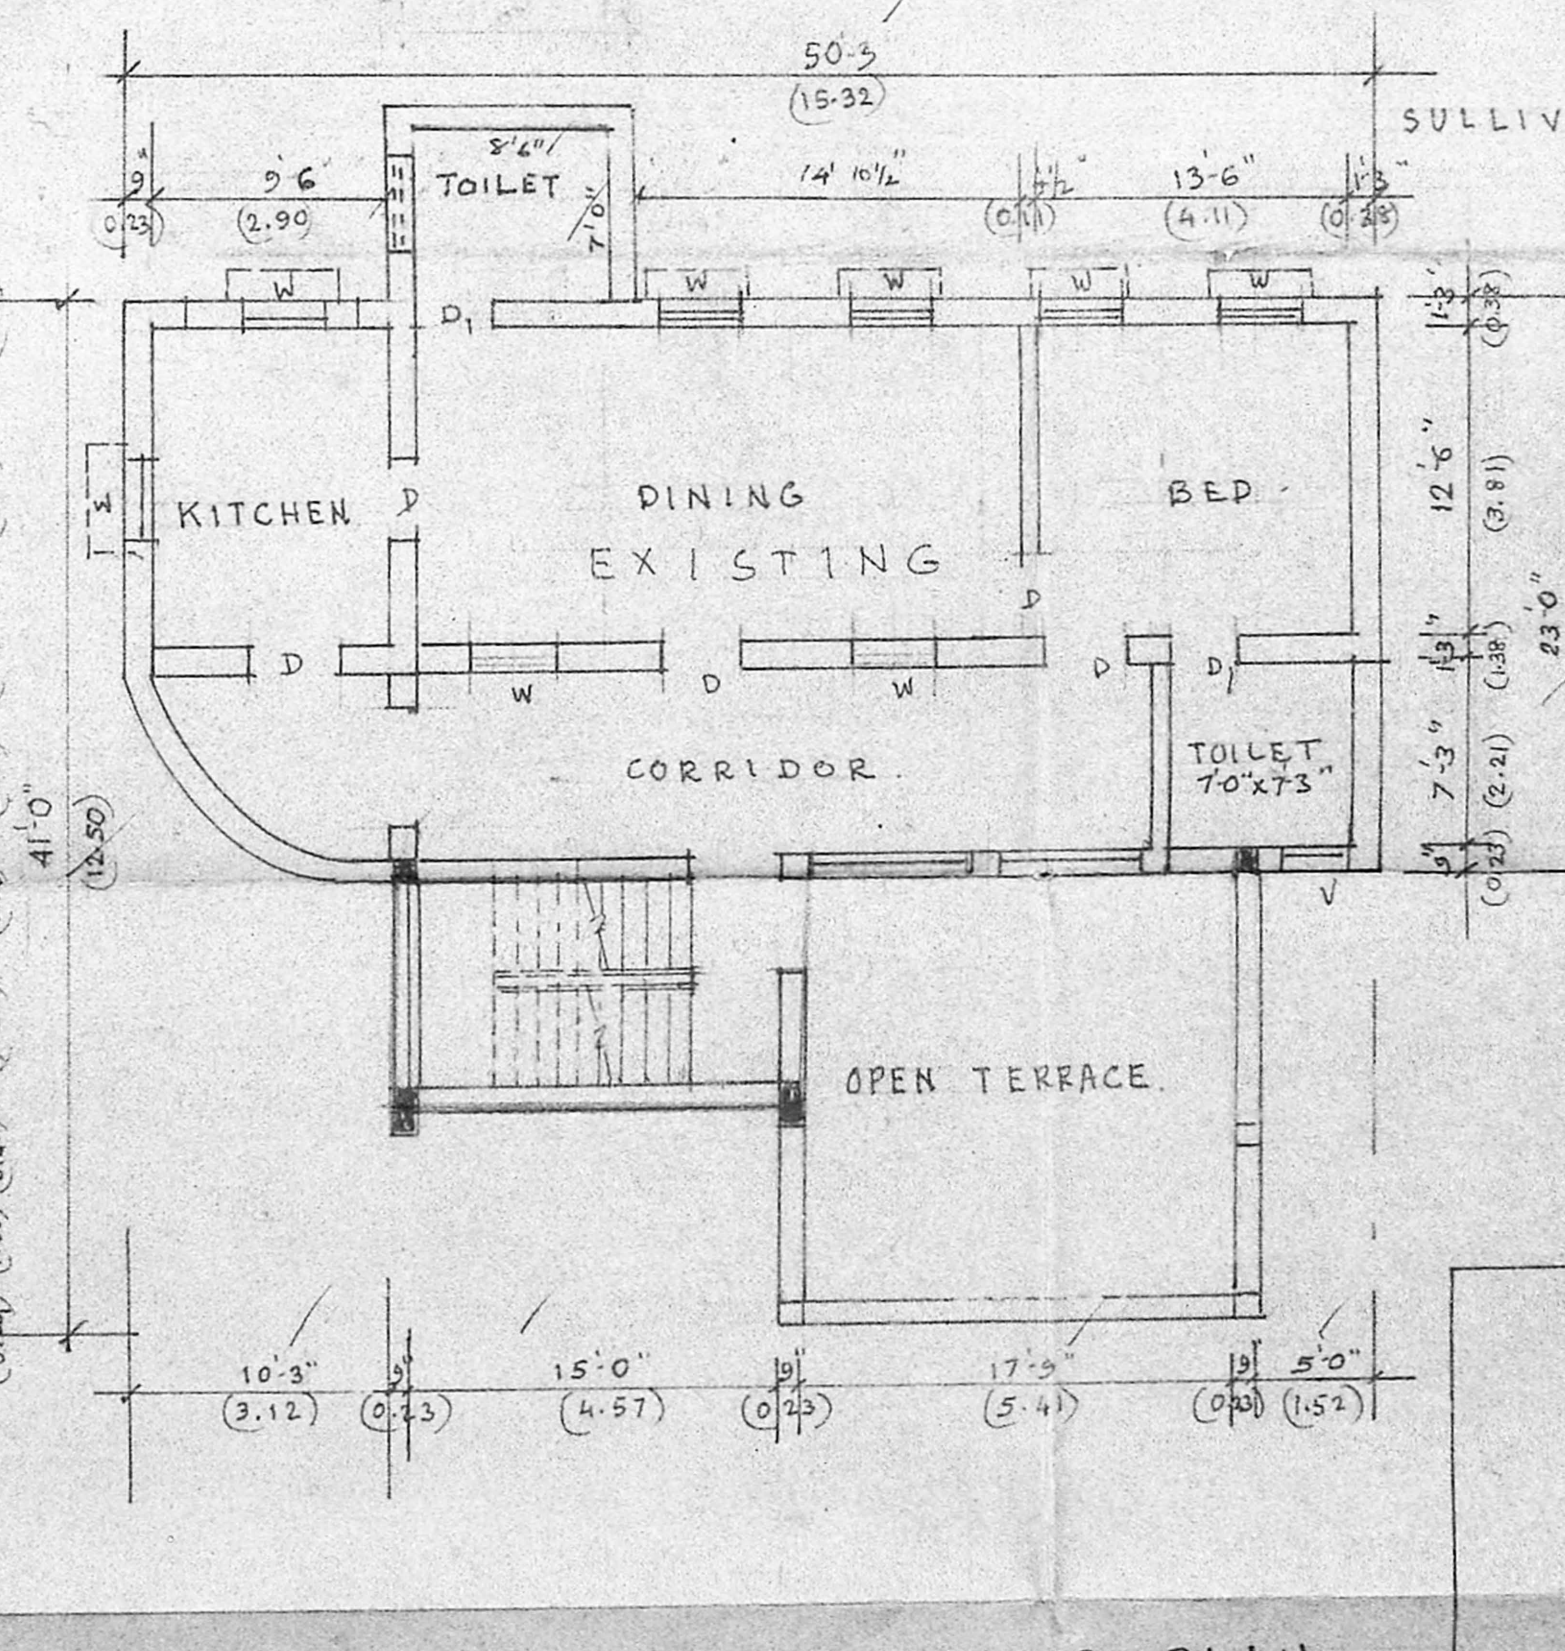 50'-3
(15.32)
SULLIV
9"
9'-6"
8'6"
14' 10½"
4½"
13'-6"
1'-3"
(0.23)
(2.90)
TOILET
7'0"
(0.11)
(4.11)
(0.38)
W
W
W
W
W
D1
1'-3"
(0.38)
W
KITCHEN
D
DINING
BED
12'-6"
(3.81)
EXISTING
D
23'0"
D
W
D
W
D
D1
1'3"
(1.38)
CORRIDOR.
TOILET
7'-0"x7'3"
7'-3"
(2.21)
41'-0"
(12.50)
9"
(0.23)
V
OPEN TERRACE.
10'-3"
9"
15'-0"
9"
17'-9"
9"
5'-0"
(3.12)
(0.23)
(4.57)
(0.23)
(5.41)
(0.23)
(1.52)